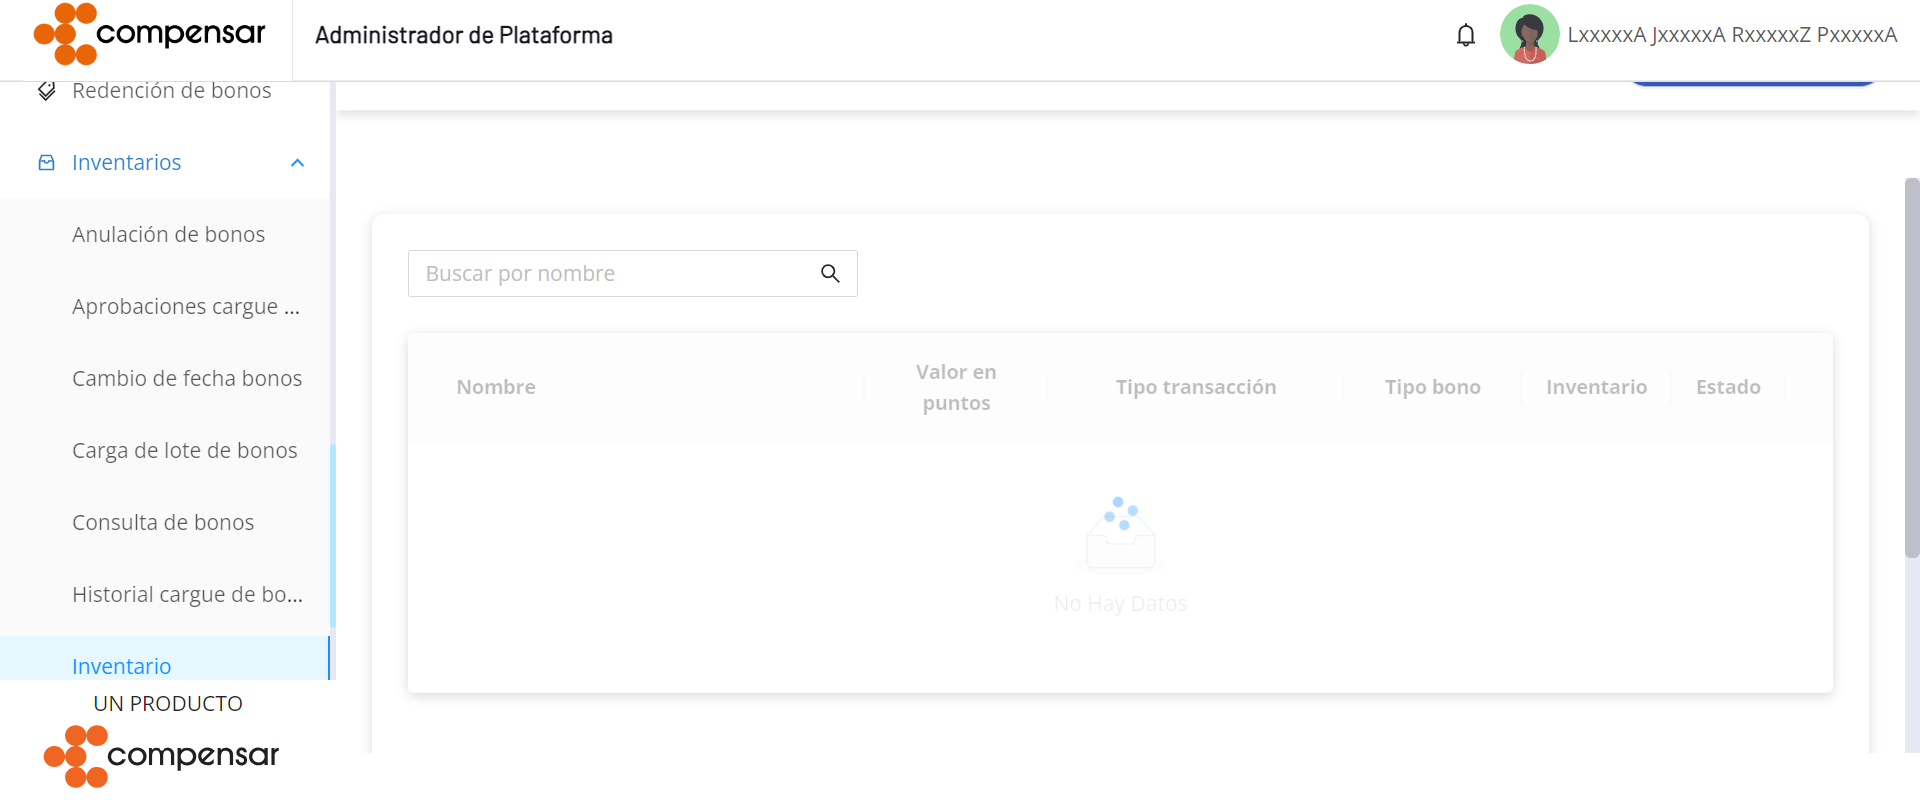 compensar
Administrador de Plataforma
LxxxxxA JxxxxxA RxxxxxZ PxxxxxA
Redención de bonos
Inventarios
Anulación de bonos
Aprobaciones cargue ...
Cambio de fecha bonos
Carga de lote de bonos
Consulta de bonos
Historial cargue de bo...
Inventario
UN PRODUCTO
compensar
Buscar por nombre
Nombre
Valor en
puntos
Tipo transacción
Tipo bono
Inventario
Estado
No Hay Datos